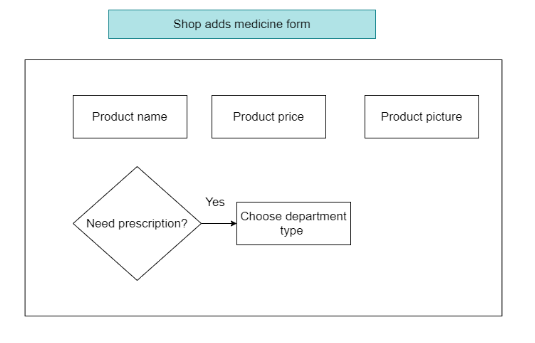 Shop adds medicine form
Product name
Product price
Product picture
Need prescription?
Yes
Choose department
type